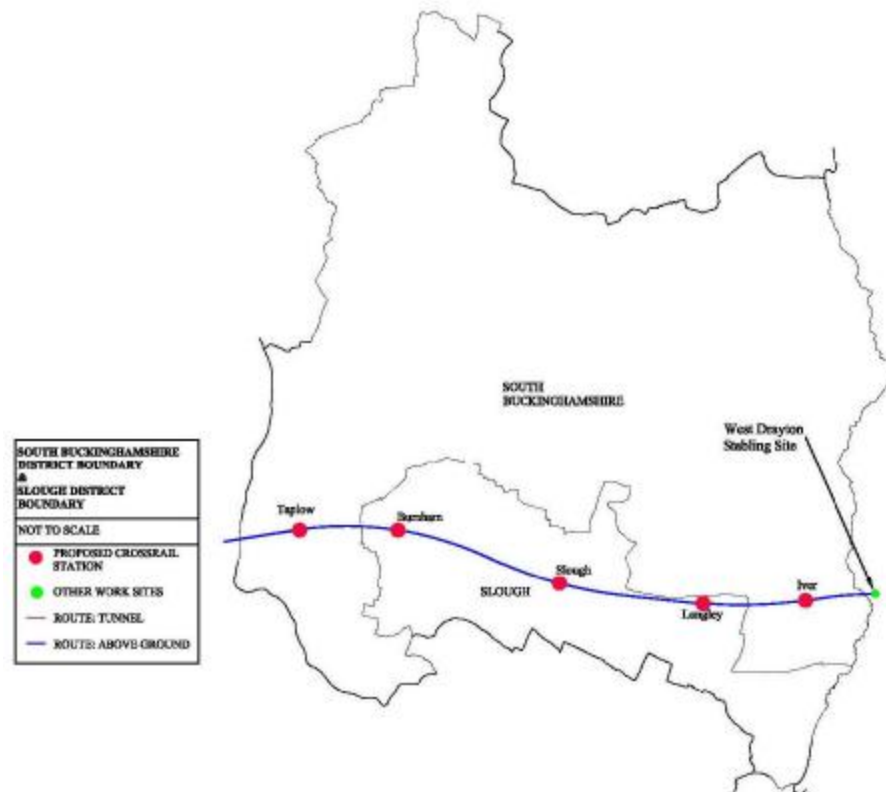 SOUTH
BUCKINGHAMSHIRE
West Drayton
Stabling Site
SOUTH BUCKINGHAMSHIRE
DISTRICT BOUNDARY
&
SLOUGH DISTRICT
BOUNDARY
NOT TO SCALE
PROPOSED CROSSRAIL
STATION
OTHER WORK SITES
ROUTE: TUNNEL
ROUTE: ABOVE GROUND
Taplow
Burnham
Slough
SLOUGH
Langley
Iver